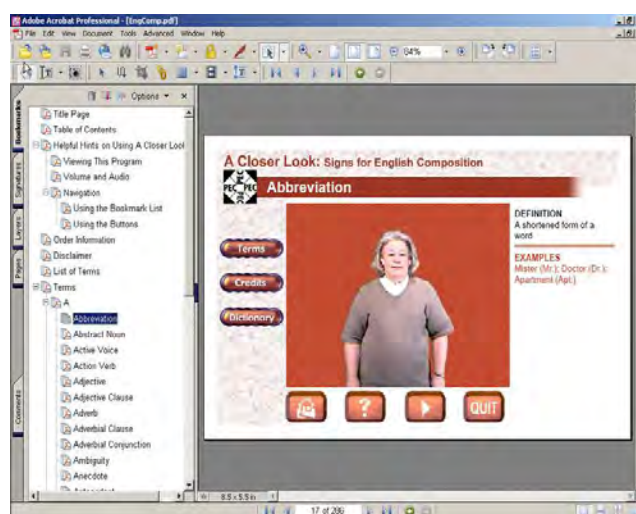 Adobe Acrobat Professional - [EngComp.pdf]
File Edit View Document Tools Advanced Window Help
84%
Options
Bookmarks
Signatures
Layers
Pages
Comments
Title Page
Table of Contents
Helpful Hints on Using A Closer Lool
Viewing This Program
Volume and Audio
Navigation
Using the Bookmark List
Using the Buttons
Order Information
Disclaimer
List of Terms
Terms
A
Abbreviation
Abstract Noun
Active Voice
Action Verb
Adjective
Adjective Clause
Adverb
Adverbial Clause
Adverbial Conjunction
Ambiguity
Anecdote
A Closer Look: Signs for English Composition
PEC PEC
Abbreviation
Terms
Credits
Dictionary
DEFINITION
A shortened form of a
word
EXAMPLES
Mister (Mr.); Doctor (Dr.);
Apartment (Apt.)
?
QUIT
8.5 x 5.5 in
17 of 286